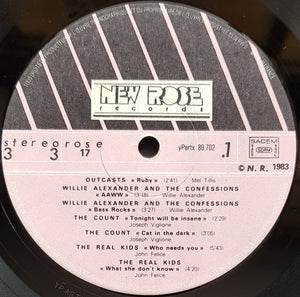 NEW ROSE
records
stereorose
3 3 17
yPartx 89.702 .1
SACEM
© N. R. 1983
OUTCASTS « Ruby » (2'41) Mel Tillis
WILLIE ALEXANDER AND THE CONFESSIONS
« AAWW » (3'48) Willie Alexander
WILLIE ALEXANDER AND THE CONFESSIONS
« Bass Rocks » (3'27) Willie Alexander
THE COUNT « Tonight will be insane » (2'29)
Joseph Viglione
THE COUNT « Cat in the dark » (3'05)
Joseph Viglione
THE REAL KIDS « Who needs you » (5'43)
John Felice
THE REAL KIDS
« What she don't know » (4'20)
John Felice